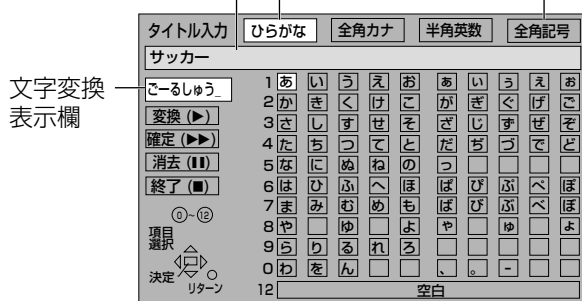 タイトル入力 ひらがな 全角カナ 半角英数 全角記号
サッカー
文字変換
表示欄
ごーるしゅう_
変換 (▶)
確定 (▶▶)
消去 (❚❚)
終了 (■)
⓪~⑫
項目
選択
決定
リターン
1 あ い う え お ぁ ぃ ぅ ぇ ぉ
2 か き く け こ が ぎ ぐ げ ご
3 さ し す せ そ ざ じ ず ぜ ぞ
4 た ち つ て と だ ぢ づ で ど
5 な に ぬ ね の っ
6 は ひ ふ へ ほ ば び ぶ べ ぼ
7 ま み む め も ぱ ぴ ぷ ぺ ぽ
8 や ゆ よ ゃ ゅ ょ
9 ら り る れ ろ
0 わ を ん 、 。 -
12 空白